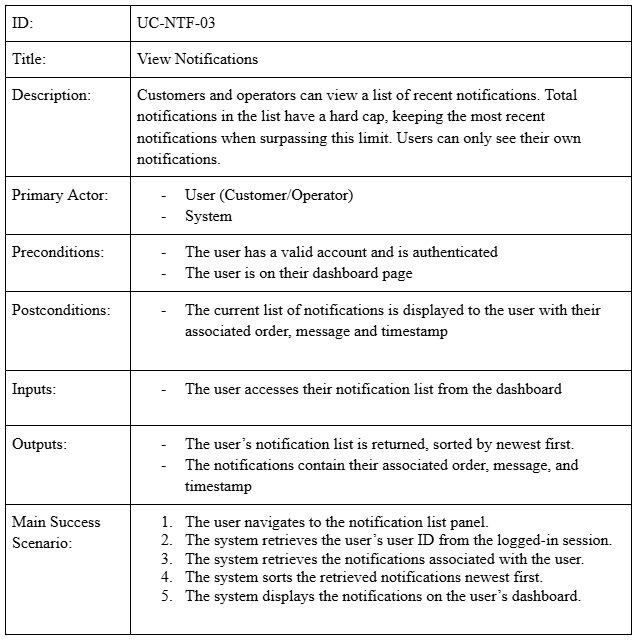 ID: UC-NTF-03
Title: View Notifications
Description: Customers and operators can view a list of recent notifications. Total
notifications in the list have a hard cap, keeping the most recent
notifications when surpassing this limit. Users can only see their own
notifications.
Primary Actor: - User (Customer/Operator)
- System
Preconditions: - The user has a valid account and is authenticated
- The user is on their dashboard page
Postconditions: - The current list of notifications is displayed to the user with their
associated order, message and timestamp
Inputs: - The user accesses their notification list from the dashboard
Outputs: - The user’s notification list is returned, sorted by newest first.
- The notifications contain their associated order, message, and
timestamp
Main Success
Scenario:
1. The user navigates to the notification list panel.
2. The system retrieves the user’s user ID from the logged-in session.
3. The system retrieves the notifications associated with the user.
4. The system sorts the retrieved notifications newest first.
5. The system displays the notifications on the user’s dashboard.